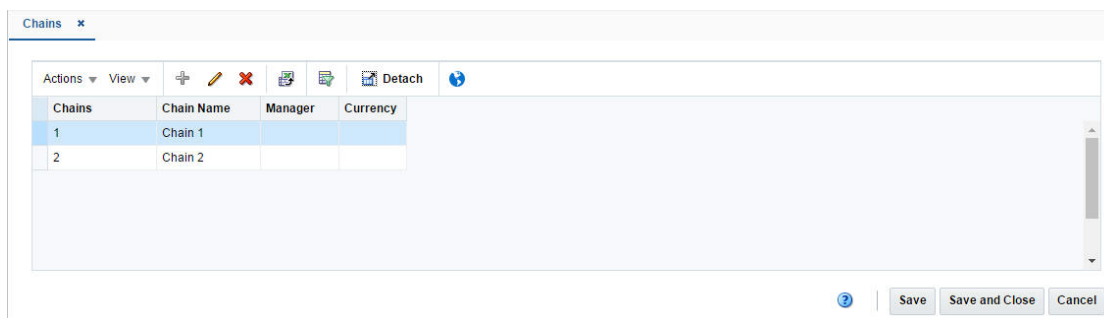 Chains
Actions View Detach
Chains Chain Name Manager Currency
1 Chain 1
2 Chain 2
Save Save and Close Cancel